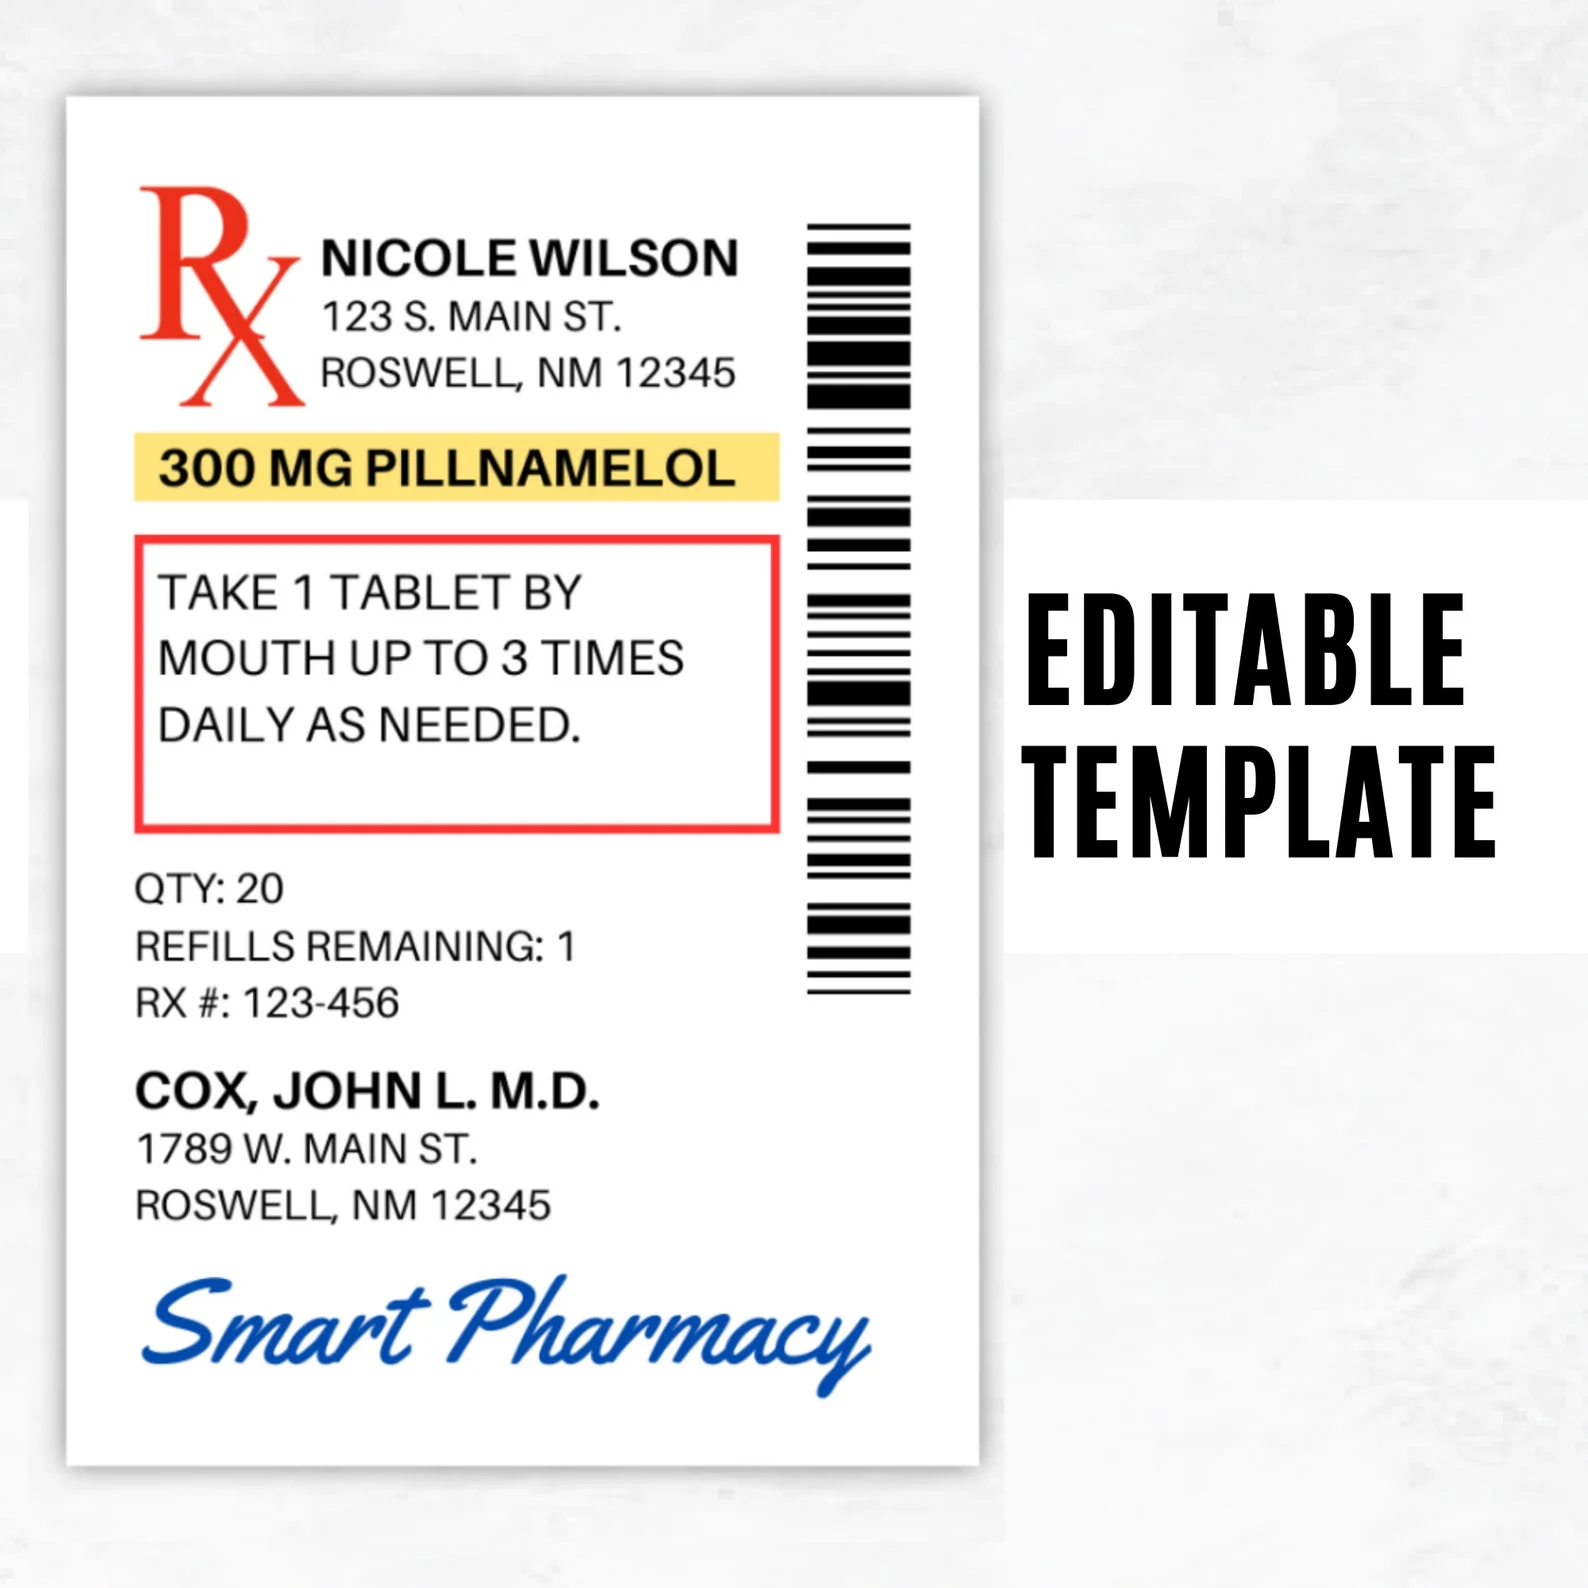 Rx
NICOLE WILSON
123 S. MAIN ST.
ROSWELL, NM 12345
300 MG PILLNAMELOL
TAKE 1 TABLET BY
MOUTH UP TO 3 TIMES
DAILY AS NEEDED.
QTY: 20
REFILLS REMAINING: 1
RX #: 123-456
COX, JOHN L. M.D.
1789 W. MAIN ST.
ROSWELL, NM 12345
Smart Pharmacy
EDITABLE
TEMPLATE